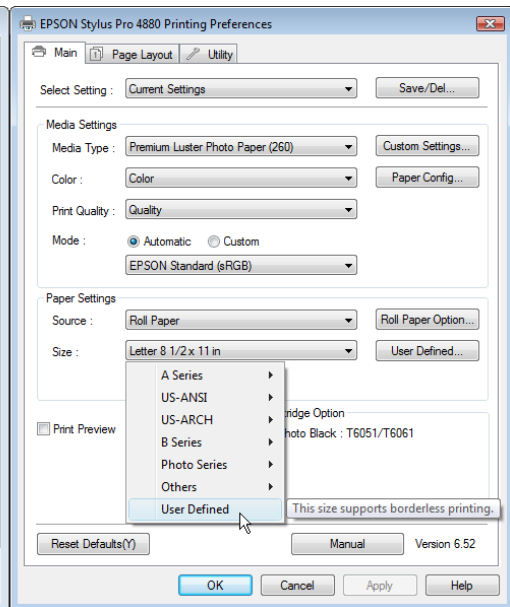 EPSON Stylus Pro 4880 Printing Preferences
Main Page Layout Utility
Select Setting : Current Settings Save/Del...
Media Settings
Media Type : Premium Luster Photo Paper (260) Custom Settings...
Color : Color Paper Config...
Print Quality : Quality
Mode : Automatic Custom
EPSON Standard (sRGB)
Paper Settings
Source : Roll Paper Roll Paper Option...
Size : Letter 8 1/2 x 11 in User Defined...
A Series
US-ANSI
US-ARCH
B Series
Photo Series
Others
User Defined
Print Preview
Option
Black : T6051/T6061
This size supports borderless printing.
Reset Defaults(Y) Manual Version 6.52
OK Cancel Apply Help